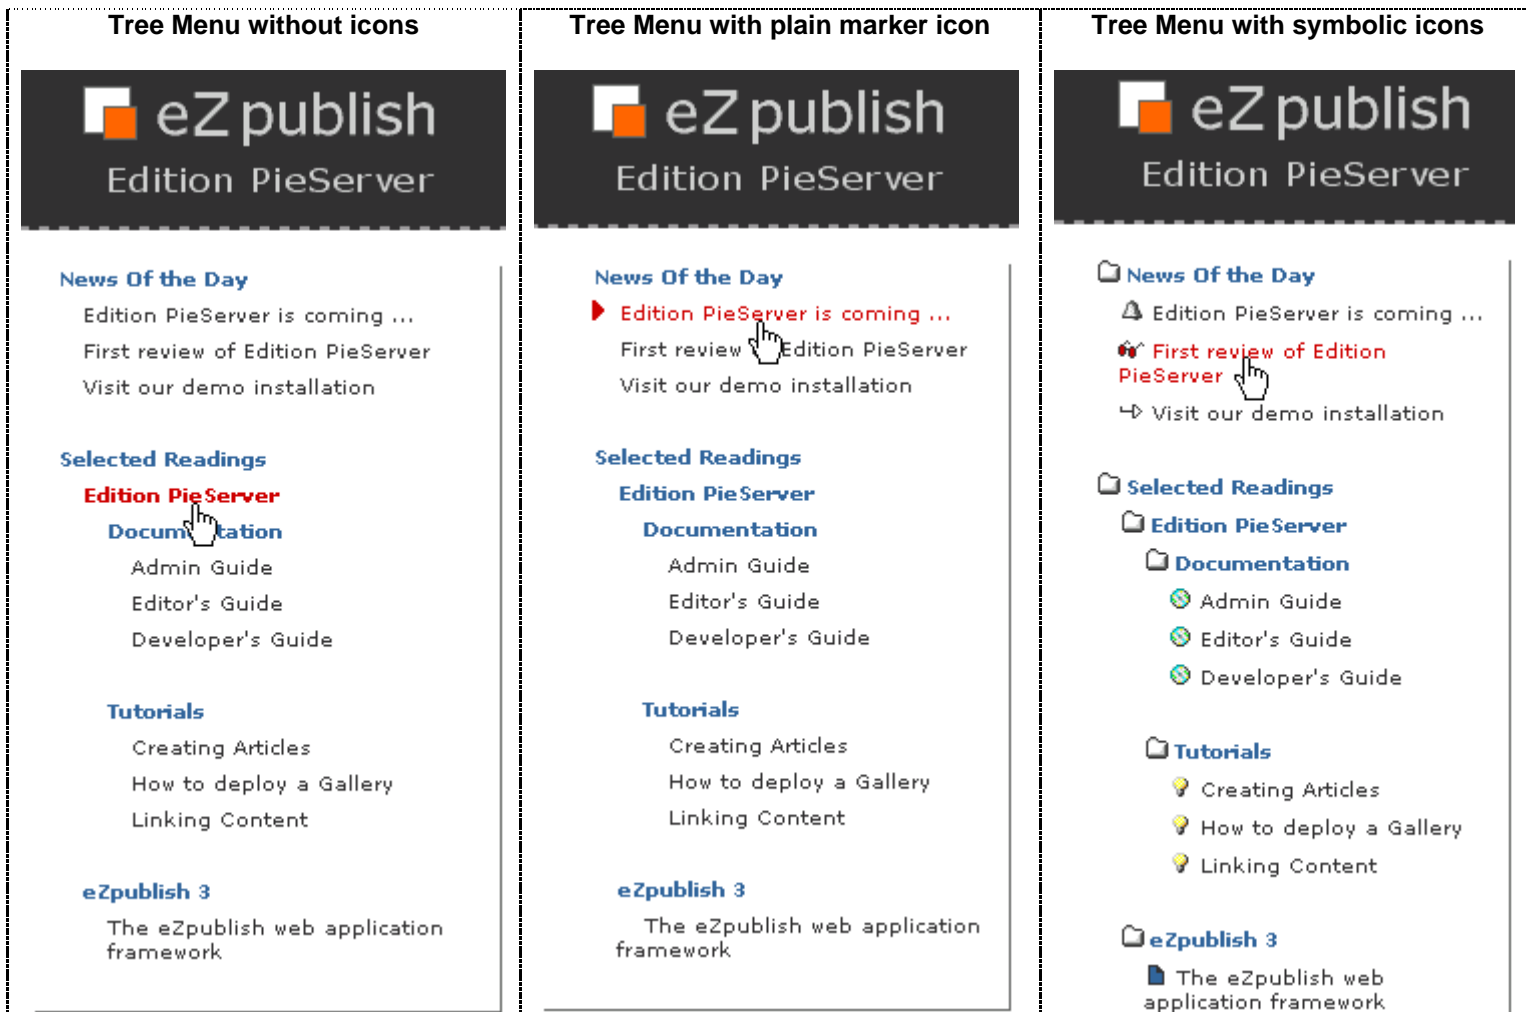 Tree Menu without icons
eZ publish
Edition PieServer
News Of the Day
Edition PieServer is coming ...
First review of Edition PieServer
Visit our demo installation
Selected Readings
Edition PieServer
Documentation
Admin Guide
Editor's Guide
Developer's Guide
Tutorials
Creating Articles
How to deploy a Gallery
Linking Content
eZpublish 3
The eZpublish web application
framework
Tree Menu with plain marker icon
eZ publish
Edition PieServer
News Of the Day
Edition PieServer is coming ...
First review Edition PieServer
Visit our demo installation
Selected Readings
Edition PieServer
Documentation
Admin Guide
Editor's Guide
Developer's Guide
Tutorials
Creating Articles
How to deploy a Gallery
Linking Content
eZpublish 3
The eZpublish web application
framework
Tree Menu with symbolic icons
eZ publish
Edition PieServer
News Of the Day
Edition PieServer is coming ...
First review of Edition
PieServer
Visit our demo installation
Selected Readings
Edition PieServer
Documentation
Admin Guide
Editor's Guide
Developer's Guide
Tutorials
Creating Articles
How to deploy a Gallery
Linking Content
eZpublish 3
The eZpublish web
application framework